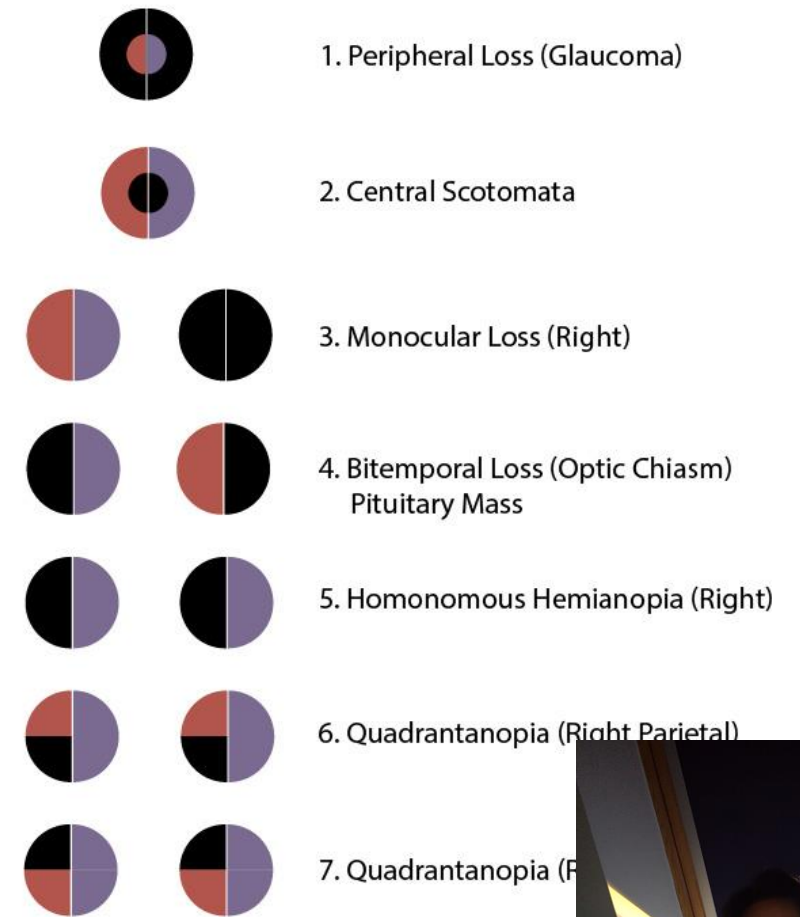 1. Peripheral Loss (Glaucoma)
2. Central Scotomata
3. Monocular Loss (Right)
4. Bitemporal Loss (Optic Chiasm)
Pituitary Mass
5. Homonomous Hemianopia (Right)
6. Quadrantanopia (Right Parietal)
7. Quadrantanopia